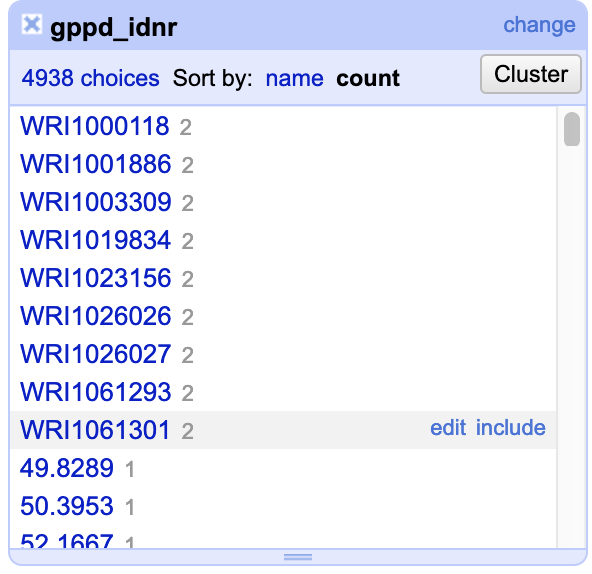 gppd_idnr change
4938 choices Sort by: name count Cluster
WRI1000118 2
WRI1001886 2
WRI1003309 2
WRI1019834 2
WRI1023156 2
WRI1026026 2
WRI1026027 2
WRI1061293 2
WRI1061301 2 edit include
49.8289 1
50.3953 1
52.1667 1